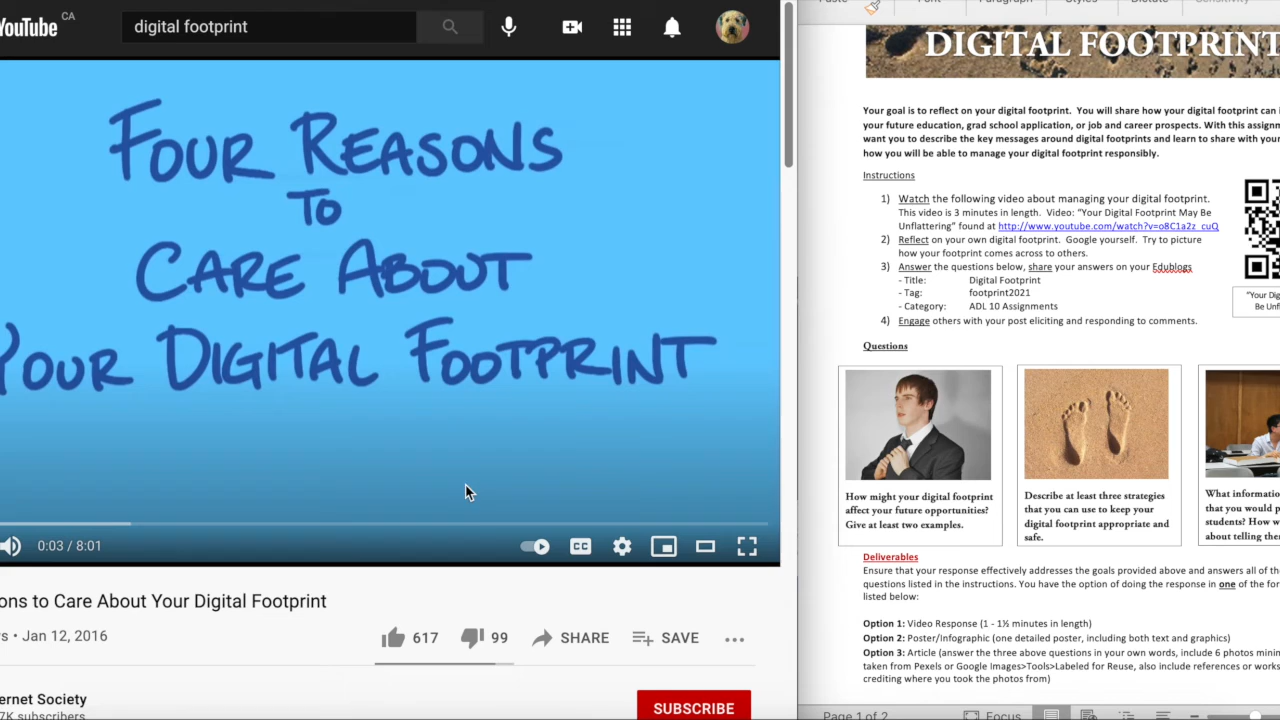 YouTube CA
digital footprint
FOUR REASONS
TO
CARE ABOUT
YOUR DIGITAL FOOTPRINT
0:03 / 8:01
CC
ons to Care About Your Digital Footprint
s • Jan 12, 2016
617
99
SHARE
SAVE
ernet Society
7K subscribers
SUBSCRIBE
Paste
Font
Paragraph
Styles
Dictate
Sensitivity
DIGITAL FOOTPRINT
Your goal is to reflect on your digital footprint. You will share how your digital footprint can i
your future education, grad school application, or job and career prospects. With this assignm
want you to describe the key messages around digital footprints and learn to share with your
how you will be able to manage your digital footprint responsibly.
Instructions
1) Watch the following video about managing your digital footprint.
This video is 3 minutes in length. Video: "Your Digital Footprint May Be
Unflattering" found at http://www.youtube.com/watch?v=o8C1a2z_cuQ
2) Reflect on your own digital footprint. Google yourself. Try to picture
how your footprint comes across to others.
3) Answer the questions below, share your answers on your Edublogs
- Title: Digital Footprint
- Tag: footprint2021
- Category: ADL 10 Assignments
4) Engage others with your post eliciting and responding to comments.
"Your Dig
Be Unfl
Questions
How might your digital footprint
affect your future opportunities?
Give at least two examples.
Describe at least three strategies
that you can use to keep your
digital footprint appropriate and
safe.
What informatio
that you would p
students? How w
about telling the
Deliverables
Ensure that your response effectively addresses the goals provided above and answers all of the
questions listed in the instructions. You have the option of doing the response in one of the for
listed below:
Option 1: Video Response (1 - 1½ minutes in length)
Option 2: Poster/Infographic (one detailed poster, including both text and graphics)
Option 3: Article (answer the three above questions in your own words, include 6 photos minim
taken from Pexels or Google Images>Tools>Labeled for Reuse, also include references or works
crediting where you took the photos from)
Page 1 of 2
Focus